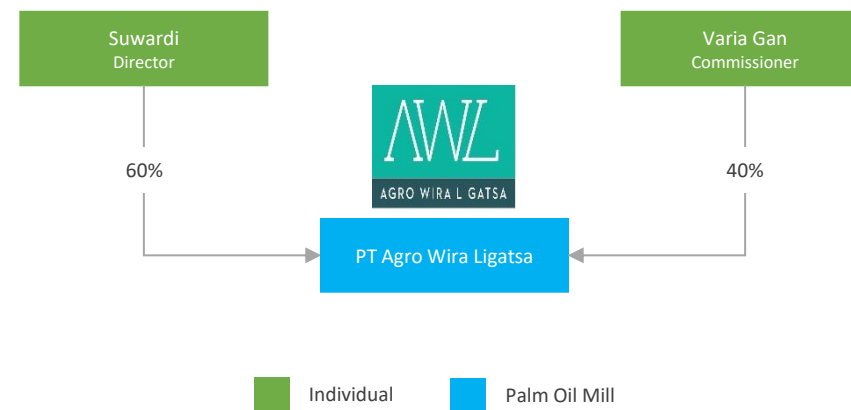 Suwardi
Director
Varia Gan
Commissioner
AWL
AGRO WIRA L GATSA
60%
40%
PT Agro Wira Ligatsa
Individual
Palm Oil Mill